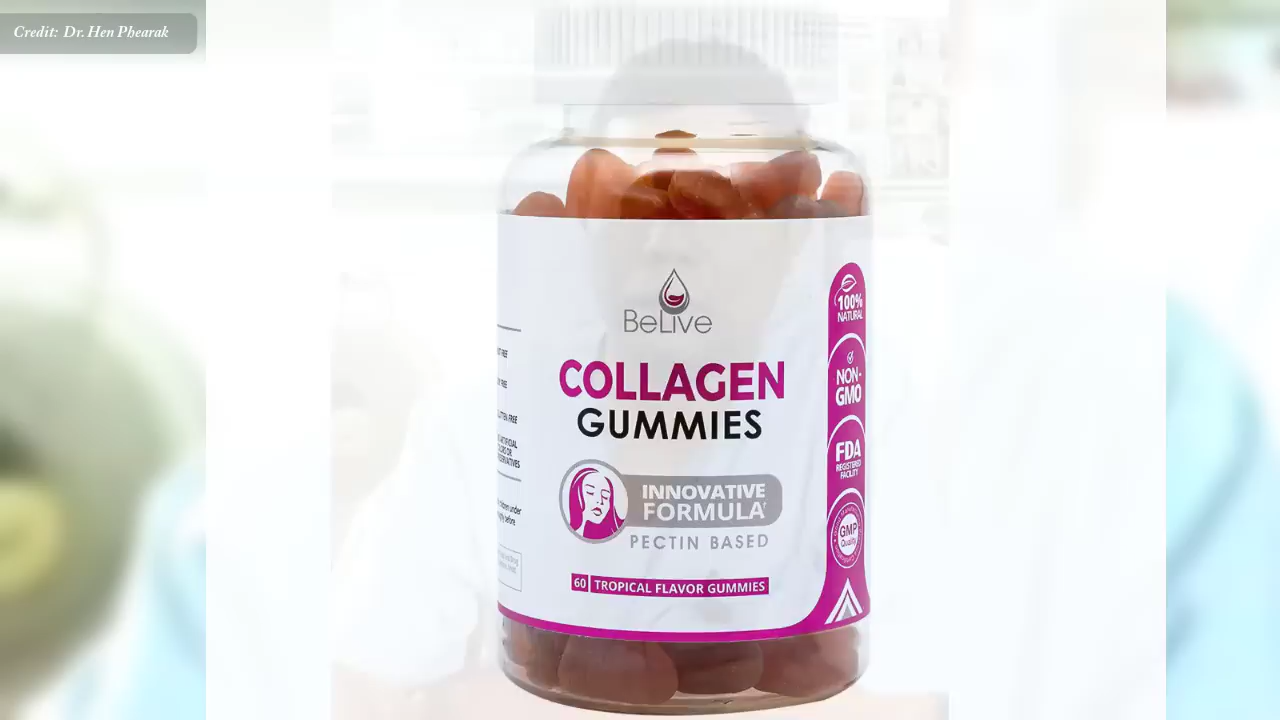 Credit: Dr. Hen Phearak
BeLive
COLLAGEN
GUMMIES
INNOVATIVE
FORMULA
PECTIN BASED
60 TROPICAL FLAVOR GUMMIES
100%
NATURAL
NON-
GMO
FDA
REGISTERED
FACILITY
GMP
Quality